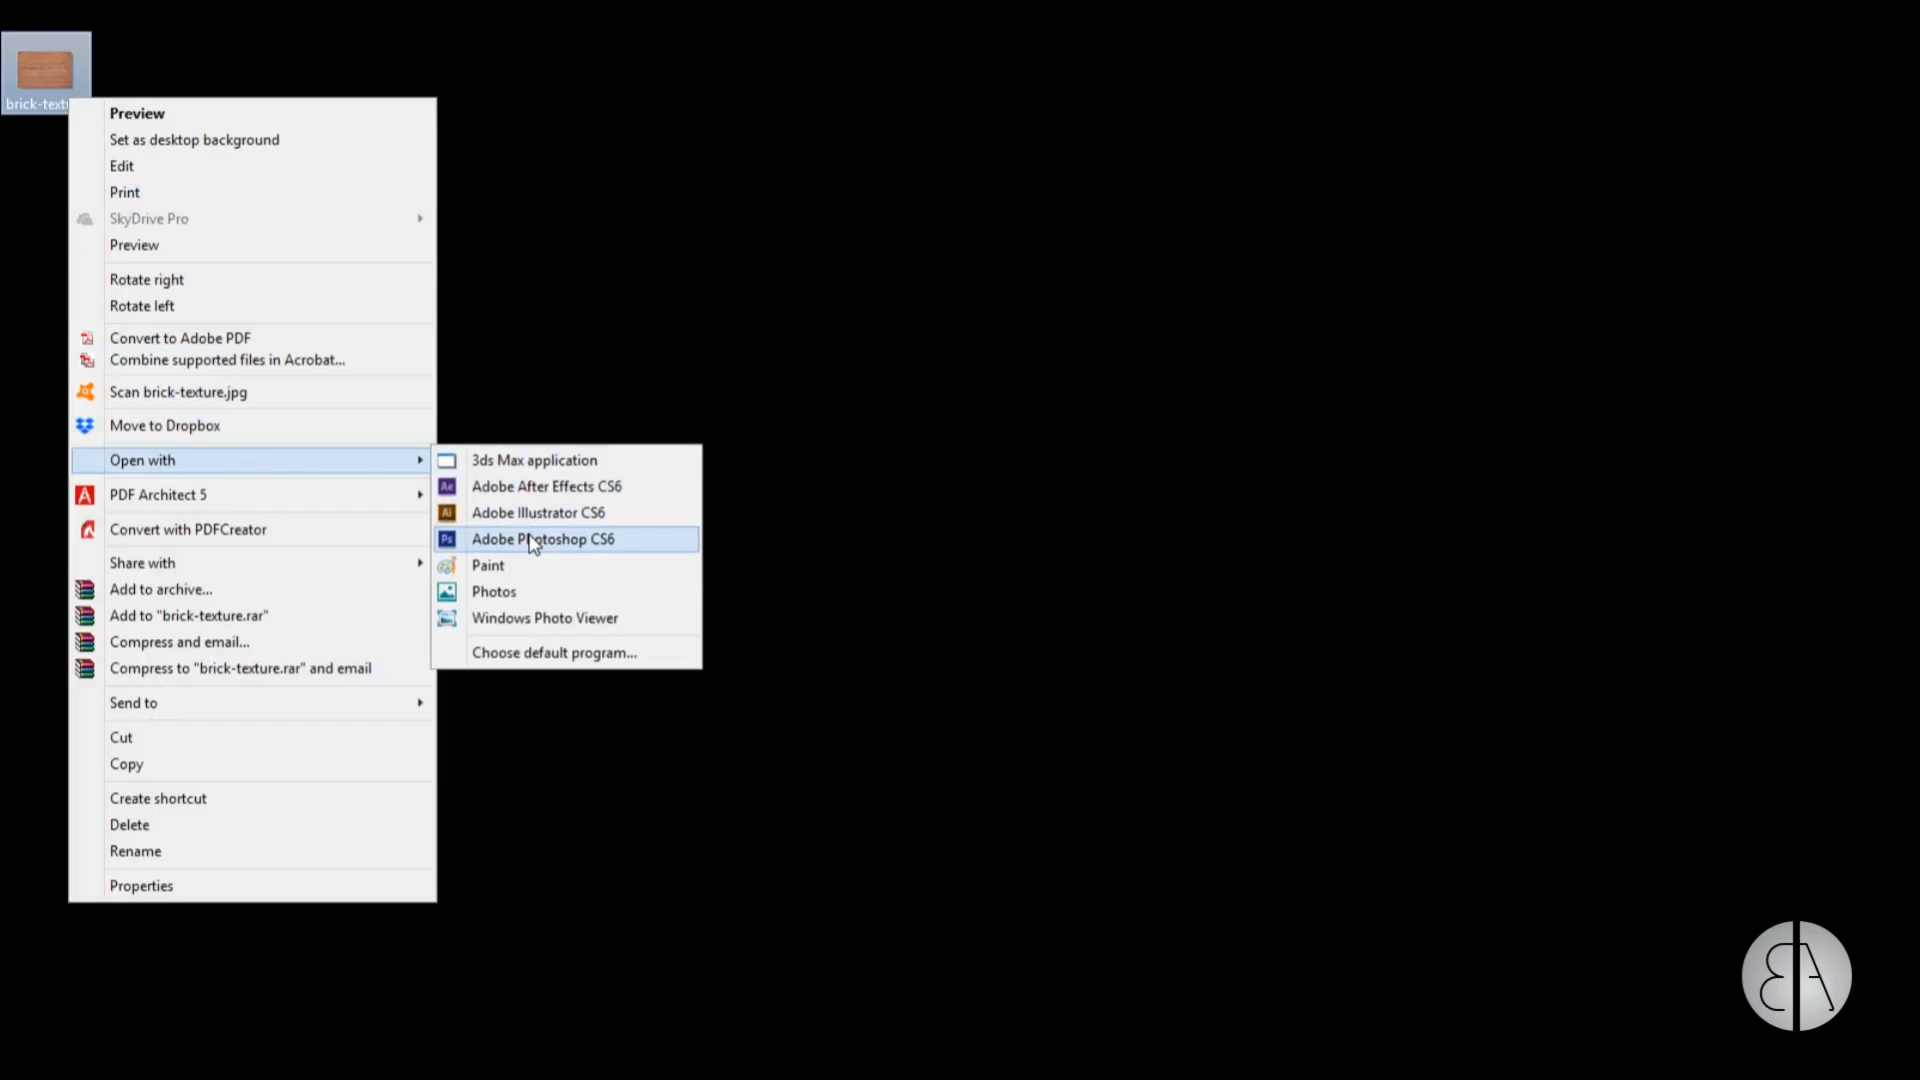 Preview
Set as desktop background
Edit
Print
SkyDrive Pro
Preview
Rotate right
Rotate left
Convert to Adobe PDF
Combine supported files in Acrobat...
Scan brick-texture.jpg
Move to Dropbox
Open with
PDF Architect 5
Convert with PDFCreator
Share with
Add to archive...
Add to "brick-texture.rar"
Compress and email...
Compress to "brick-texture.rar" and email
Send to
Cut
Copy
Create shortcut
Delete
Rename
Properties
3ds Max application
Ae Adobe After Effects CS6
Ai Adobe Illustrator CS6
Ps Adobe Photoshop CS6
Paint
Photos
Windows Photo Viewer
Choose default program...
BA